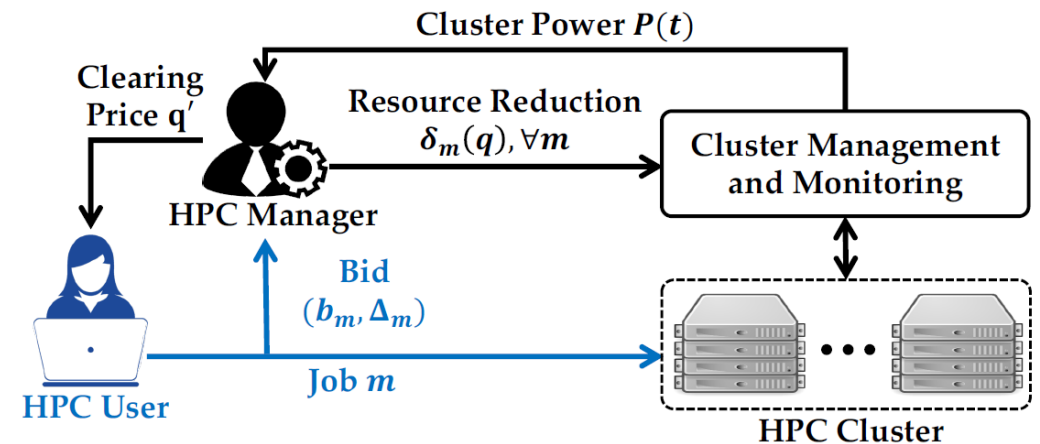 Cluster Power P(t)
Clearing
Price q′
Resource Reduction
δₘ(q), ∀m
Cluster Management
and Monitoring
HPC Manager
Bid
(bₘ, Δₘ)
Job m
HPC User
HPC Cluster